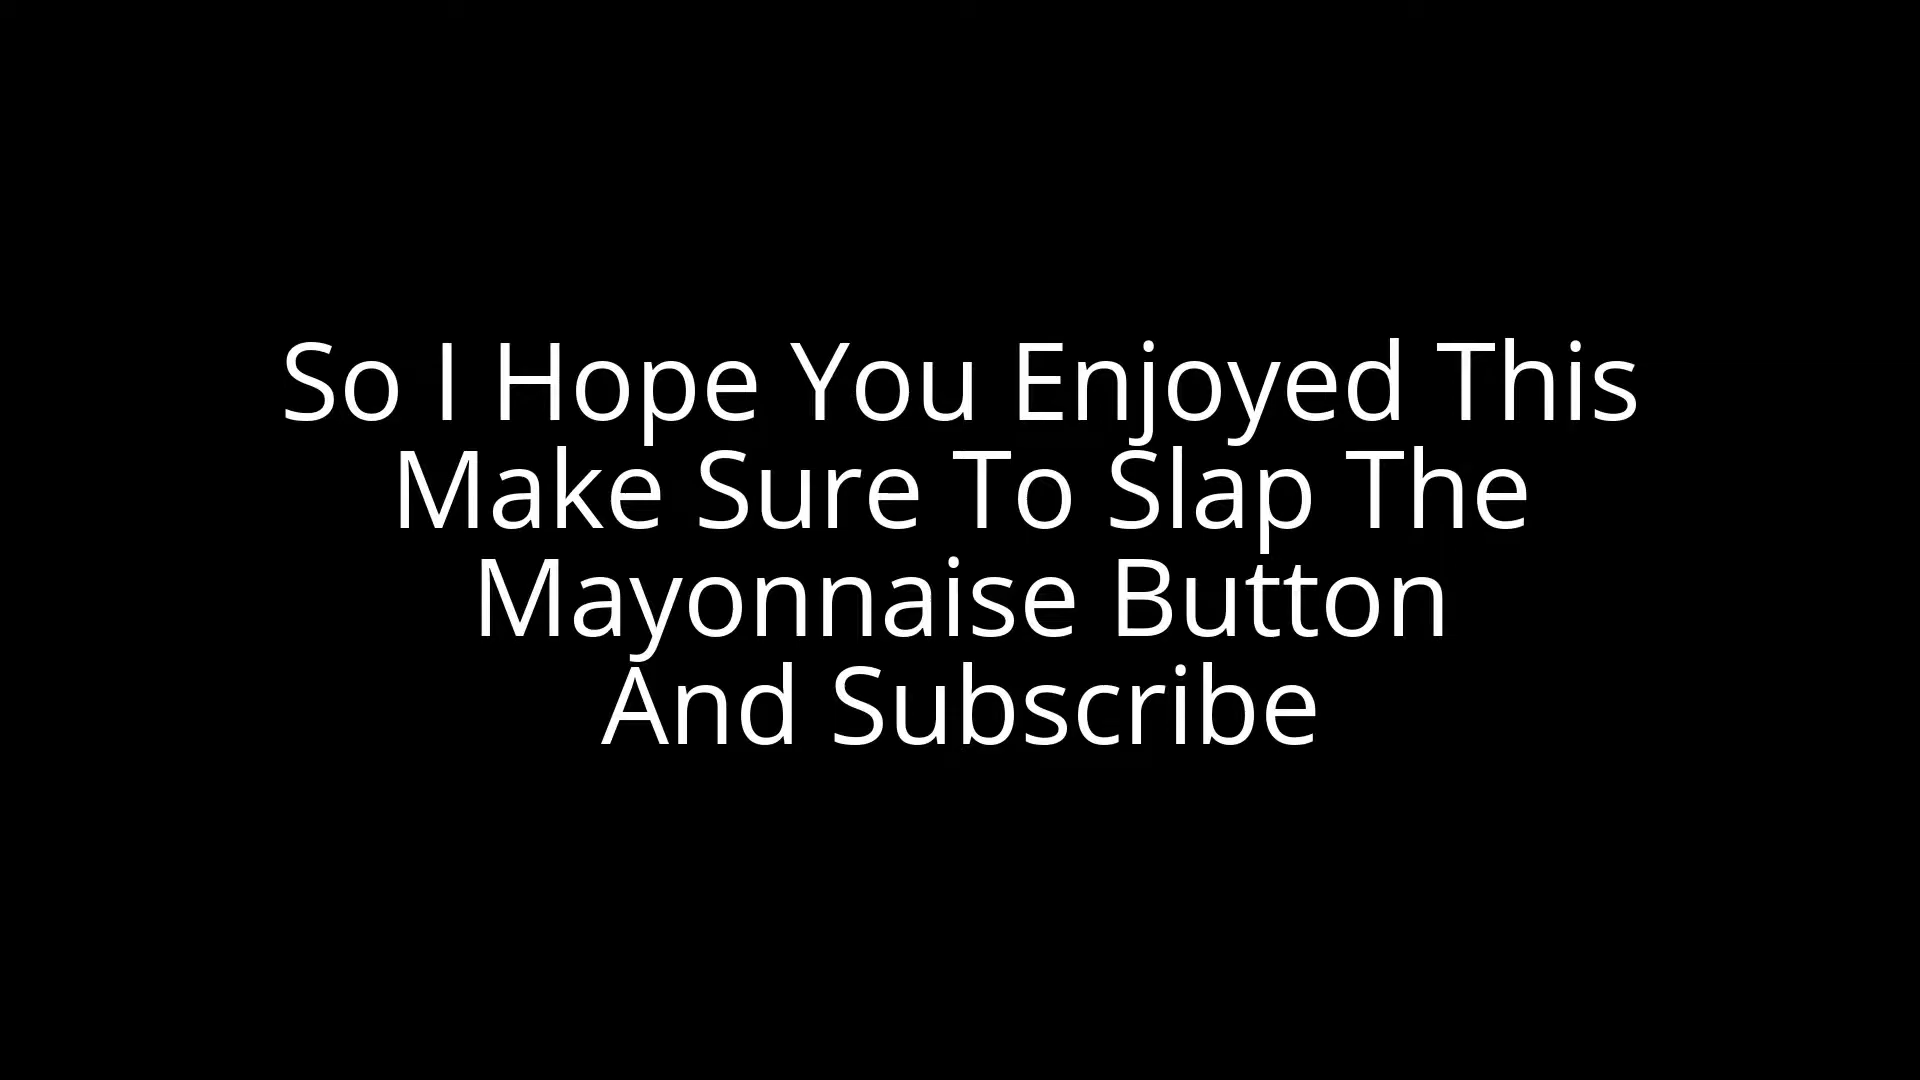 So I Hope You Enjoyed This
Make Sure To Slap The
Mayonnaise Button
And Subscribe